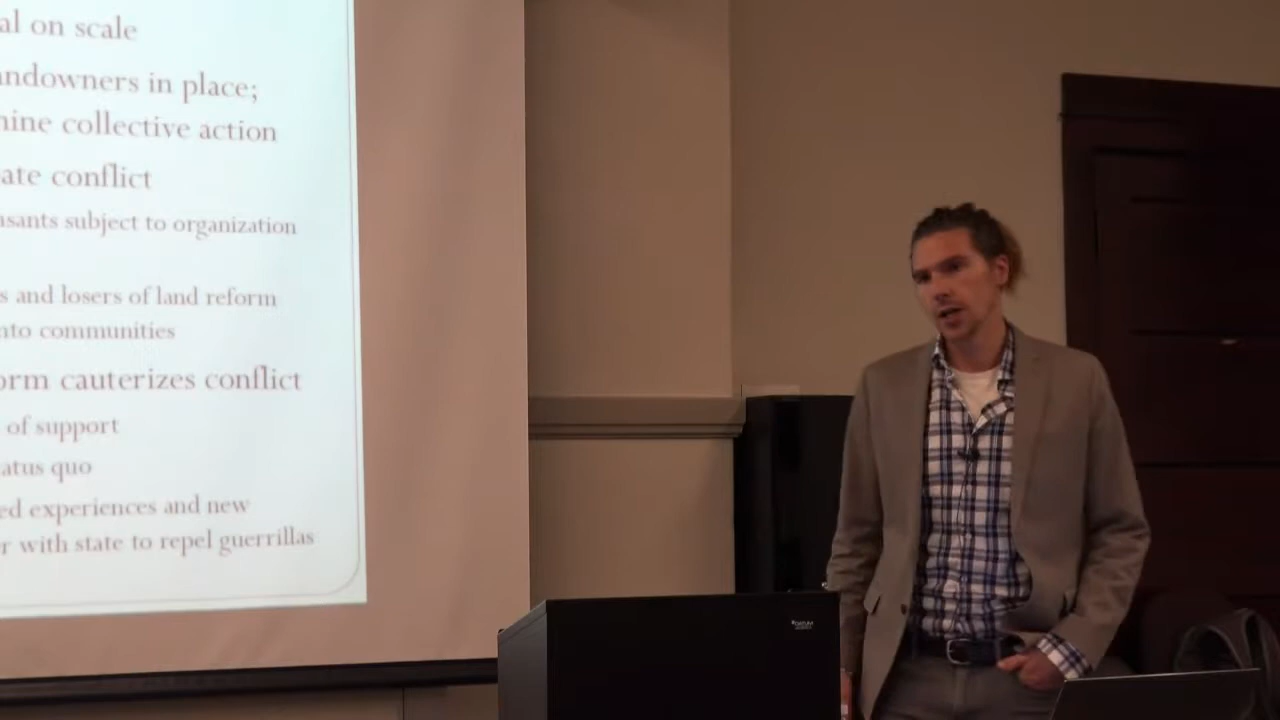 al on scale
andowners in place;
nine collective action
ate conflict
asants subject to organization
s and losers of land reform
nto communities
orm cauterizes conflict
of support
atus quo
ed experiences and new
r with state to repel guerrillas